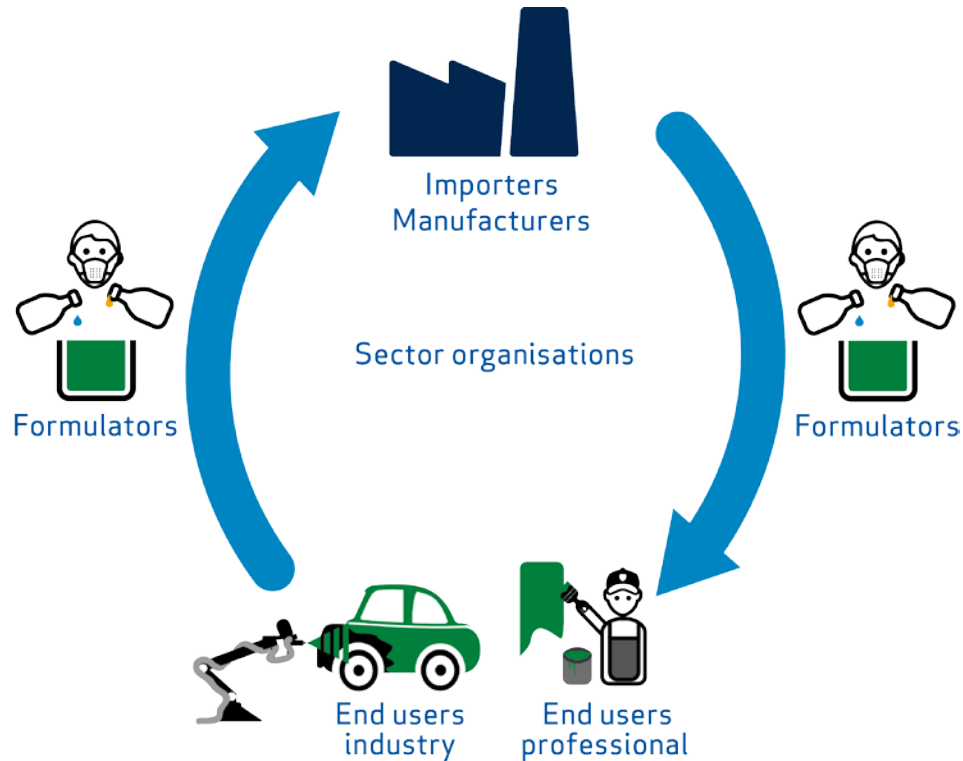 Importers
Manufacturers
Sector organisations
Formulators
Formulators
End users
industry
End users
professional